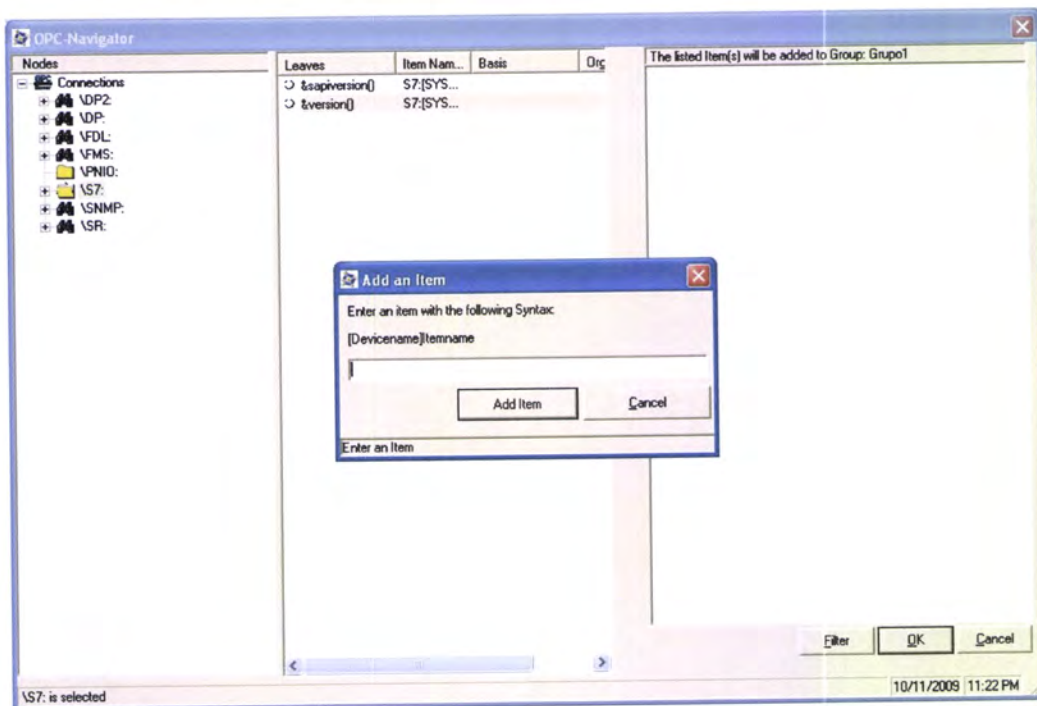 OPC-Navigator
Nodes
Connections
\DP2:
\DP:
\FDL:
\FMS:
\PNIO:
\S7:
\SNMP:
\SR:
Leaves Item Nam... Basis Org
&sapiversion() S7:[SYS...
&version() S7:[SYS...
The listed Item(s) will be added to Group: Grupo1
Add an Item
Enter an item with the following Syntax:
[Devicename]Itemname
Add Item Cancel
Enter an Item
Filter OK Cancel
\S7: is selected
10/11/2009 11:22 PM